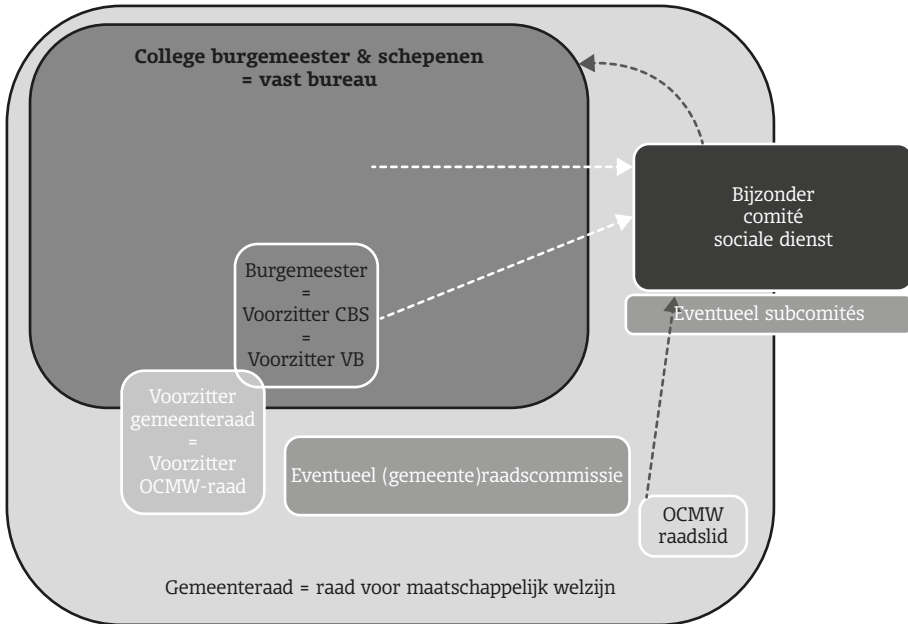 College burgemeester & schepenen
= vast bureau
Bijzonder
comité
sociale dienst
Burgemeester
=
Voorzitter CBS
=
Voorzitter VB
Eventueel subcomités
Voorzitter
gemeenteraad
=
Voorzitter
OCMW-raad
Eventueel (gemeente)raadscommissie
OCMW
raadslid
Gemeenteraad = raad voor maatschappelijk welzijn